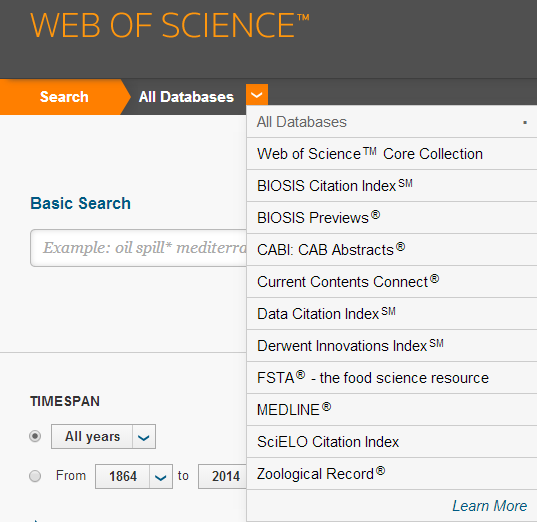 WEB OF SCIENCE™
Search
All Databases
All Databases
Web of Science™ Core Collection
BIOSIS Citation Index℠
BIOSIS Previews®
CABI: CAB Abstracts®
Current Contents Connect®
Data Citation Index℠
Derwent Innovations Index℠
FSTA® - the food science resource
MEDLINE®
SciELO Citation Index
Zoological Record®
Learn More
Basic Search
Example: oil spill* mediterra
TIMESPAN
All years
From 1864 to 2014